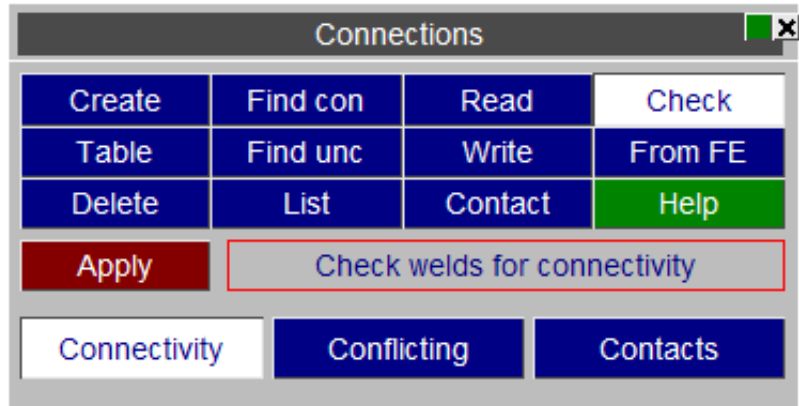 Connections
Create Find con Read Check
Table Find unc Write From FE
Delete List Contact Help
Apply Check welds for connectivity
Connectivity Conflicting Contacts